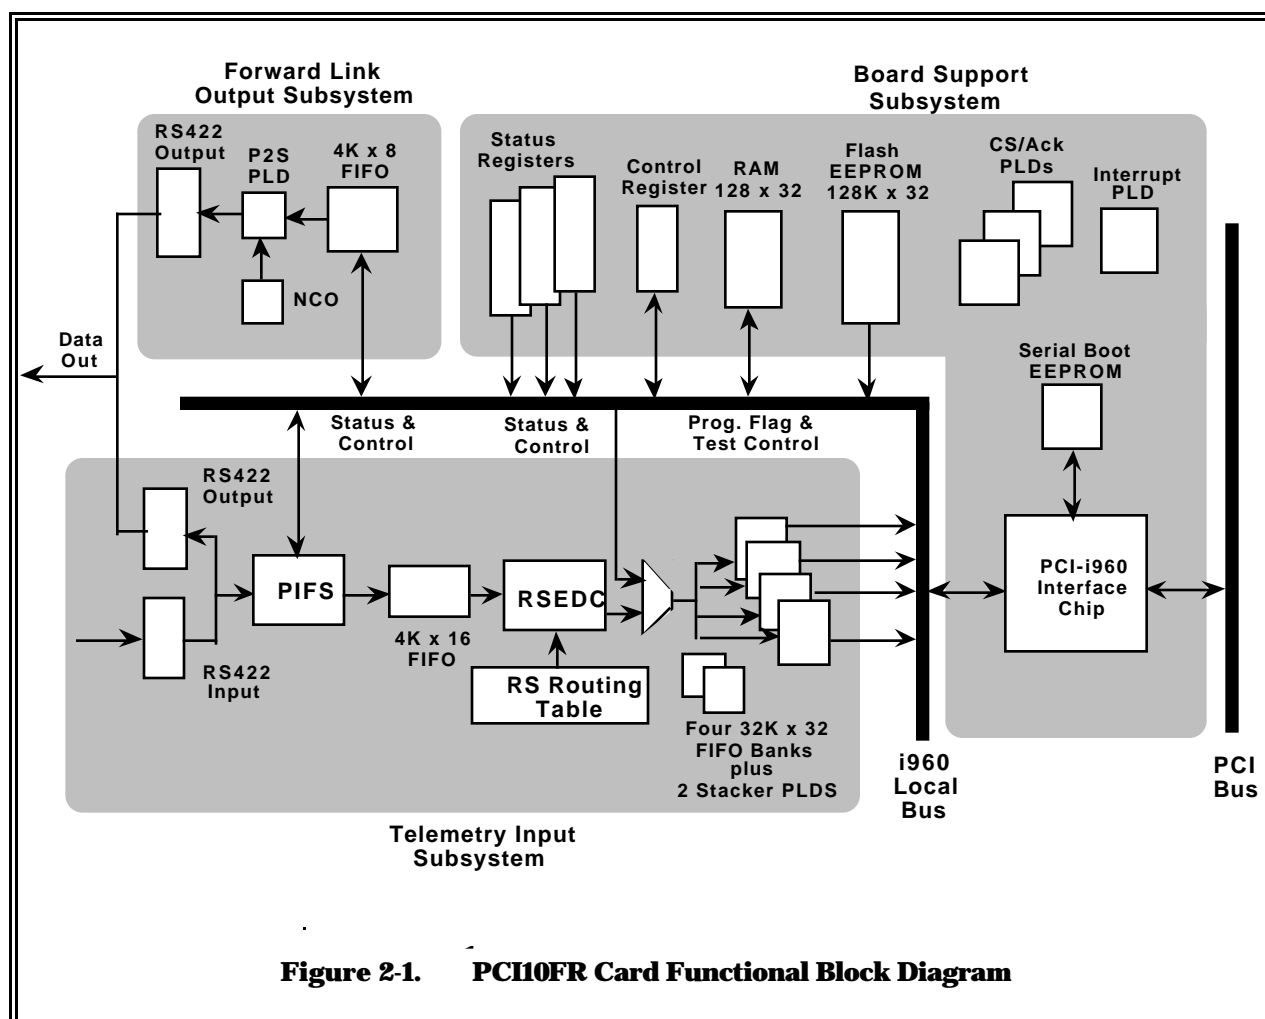 Forward Link
Output Subsystem
Board Support
Subsystem
RS422
Output
P2S
PLD
4K x 8
FIFO
NCO
Status
Registers
Control
Register
RAM
128 x 32
Flash
EEPROM
128K x 32
CS/Ack
PLDs
Interrupt
PLD
Data
Out
Serial Boot
EEPROM
Status &
Control
Status &
Control
Prog. Flag &
Test Control
RS422
Output
PIFS
RSEDC
PCI-i960
Interface
Chip
4K x 16
FIFO
RS422
Input
RS Routing
Table
Four 32K x 32
FIFO Banks
plus
2 Stacker PLDS
i960
Local
Bus
PCI
Bus
Telemetry Input
Subsystem
Figure 2-1. PCI10FR Card Functional Block Diagram